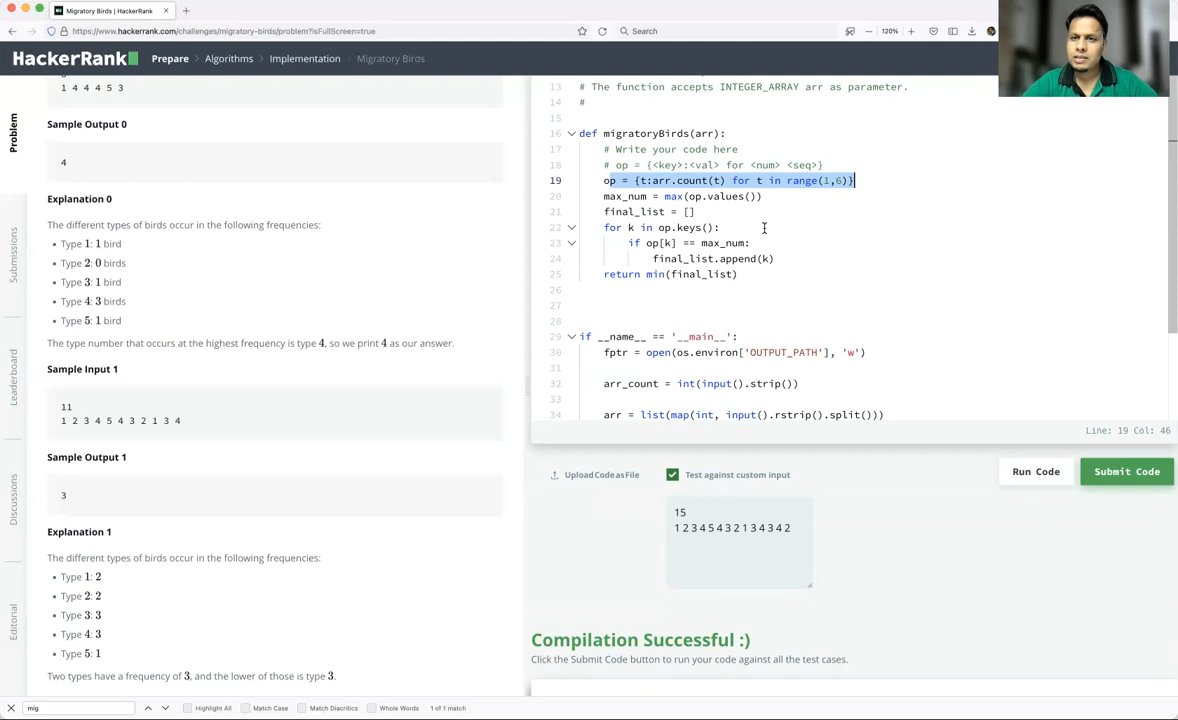 Migratory Birds | HackerRank
https://www.hackerrank.com/challenges/migratory-birds/problem?isFullScreen=true
Search
120%
HackerRank
Prepare
Algorithms
Implementation
Migratory Birds
Problem
Submissions
Leaderboard
Discussions
Editorial
1 4 4 4 5 3
Sample Output 0
4
Explanation 0
The different types of birds occur in the following frequencies:
• Type 1: 1 bird
• Type 2: 0 birds
• Type 3: 1 bird
• Type 4: 3 birds
• Type 5: 1 bird
The type number that occurs at the highest frequency is type 4, so we print 4 as our answer.
Sample Input 1
11
1 2 3 4 5 4 3 2 1 3 4
Sample Output 1
3
Explanation 1
The different types of birds occur in the following frequencies:
• Type 1: 2
• Type 2: 2
• Type 3: 3
• Type 4: 3
• Type 5: 1
Two types have a frequency of 3, and the lower of those is type 3.
13 # The function accepts INTEGER_ARRAY arr as parameter.
14 #
15
16 def migratoryBirds(arr):
17 # Write your code here
18 # op = {<key>:<val> for <num> <seq>}
19 op = {t:arr.count(t) for t in range(1,6)}
20 max_num = max(op.values())
21 final_list = []
22 for k in op.keys():
23 if op[k] == max_num:
24 final_list.append(k)
25 return min(final_list)
26
27
28
29 if __name__ == '__main__':
30 fptr = open(os.environ['OUTPUT_PATH'], 'w')
31
32 arr_count = int(input().strip())
33
34 arr = list(map(int, input().rstrip().split()))
Line: 19 Col: 46
Upload Code as File
Test against custom input
Run Code
Submit Code
15
1 2 3 4 5 4 3 2 1 3 4 3 4 2
Compilation Successful :)
Click the Submit Code button to run your code against all the test cases.
mig
Highlight All
Match Case
Match Diacritics
Whole Words
1 of 1 match